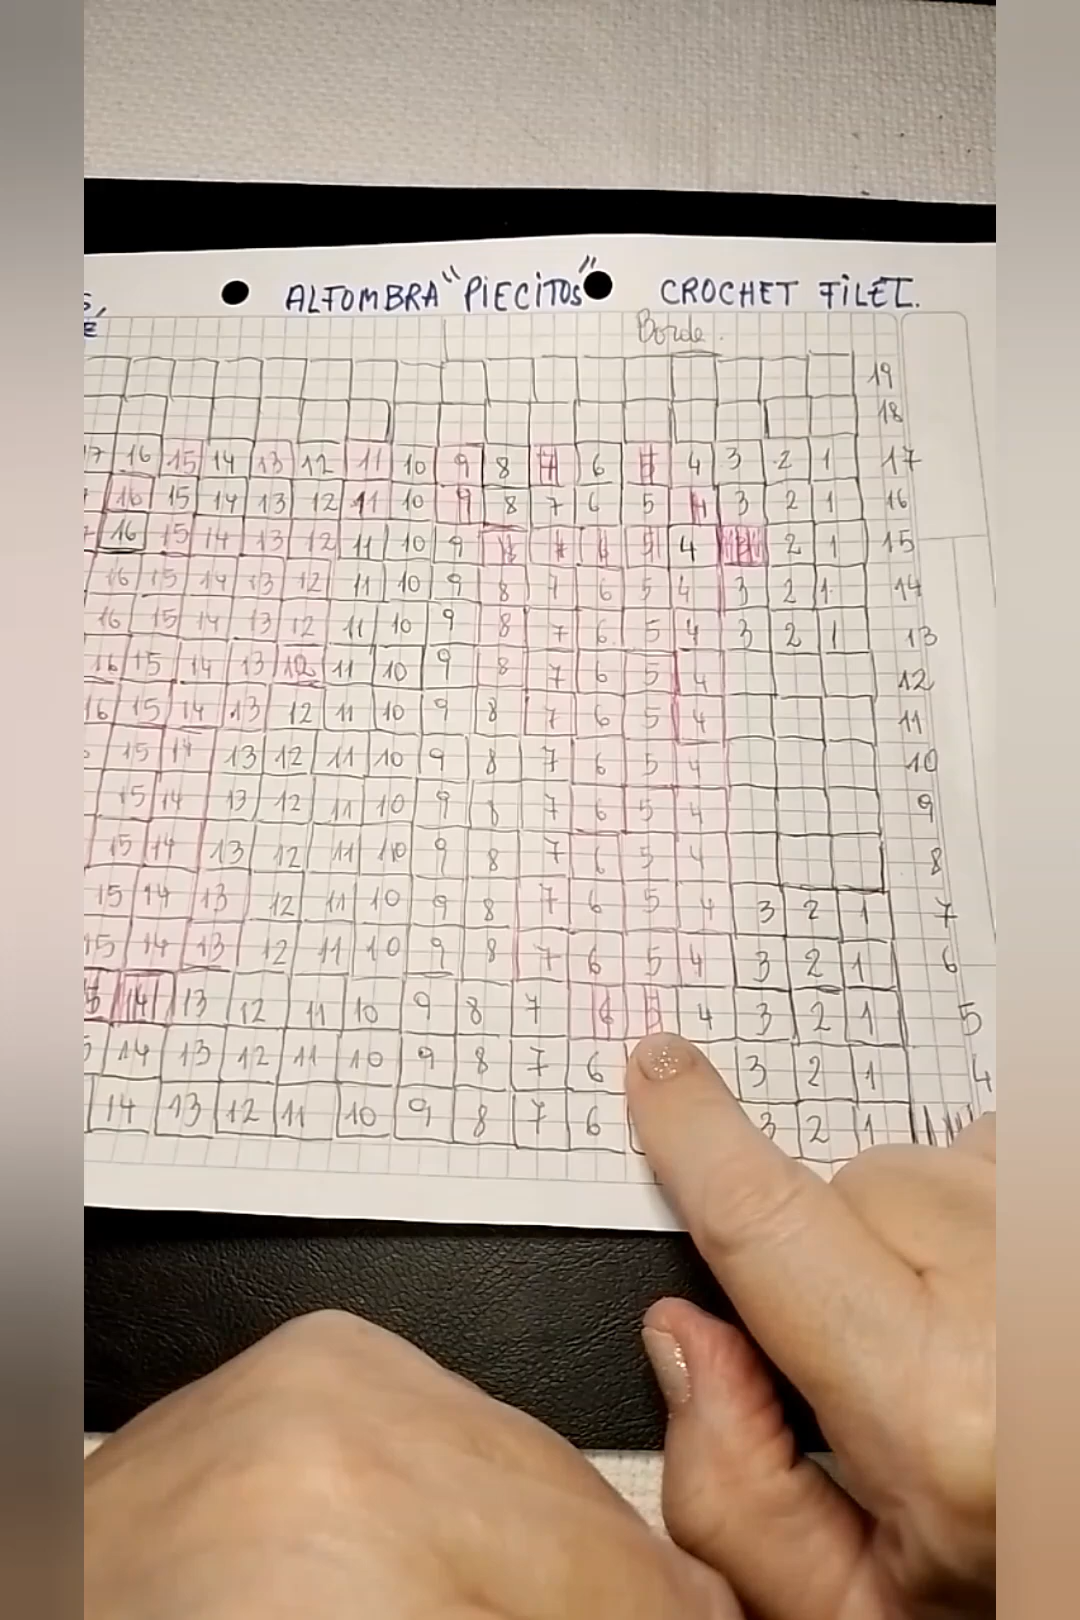 ● ALFOMBRA "PIECITOS" ● CROCHET FILET.
Borde.
19
18
17 16 15 14 13 12 11 10 9 8 7 6 5 4 3 2 1 17
16 15 14 13 12 11 10 9 8 7 6 5 4 3 2 1 16
16 15 14 13 12 11 10 9 8 7 6 5 4 3 2 1 15
16 15 14 13 12 11 10 9 8 7 6 5 4 3 2 1 14
16 15 14 13 12 11 10 9 8 7 6 5 4 3 2 1 13
16 15 14 13 12 11 10 9 8 7 6 5 4 12
16 15 14 13 12 11 10 9 8 7 6 5 4 11
15 14 13 12 11 10 9 8 7 6 5 4 10
15 14 13 12 11 10 9 8 7 6 5 4 9
15 14 13 12 11 10 9 8 7 6 5 4 8
15 14 13 12 11 10 9 8 7 6 5 4 3 2 1 7
15 14 13 12 11 10 9 8 7 6 5 4 3 2 1 6
14 13 12 11 10 9 8 7 6 5 4 3 2 1 5
14 13 12 11 10 9 8 7 6 3 2 1 4
14 13 12 11 10 9 8 7 6 3 2 1